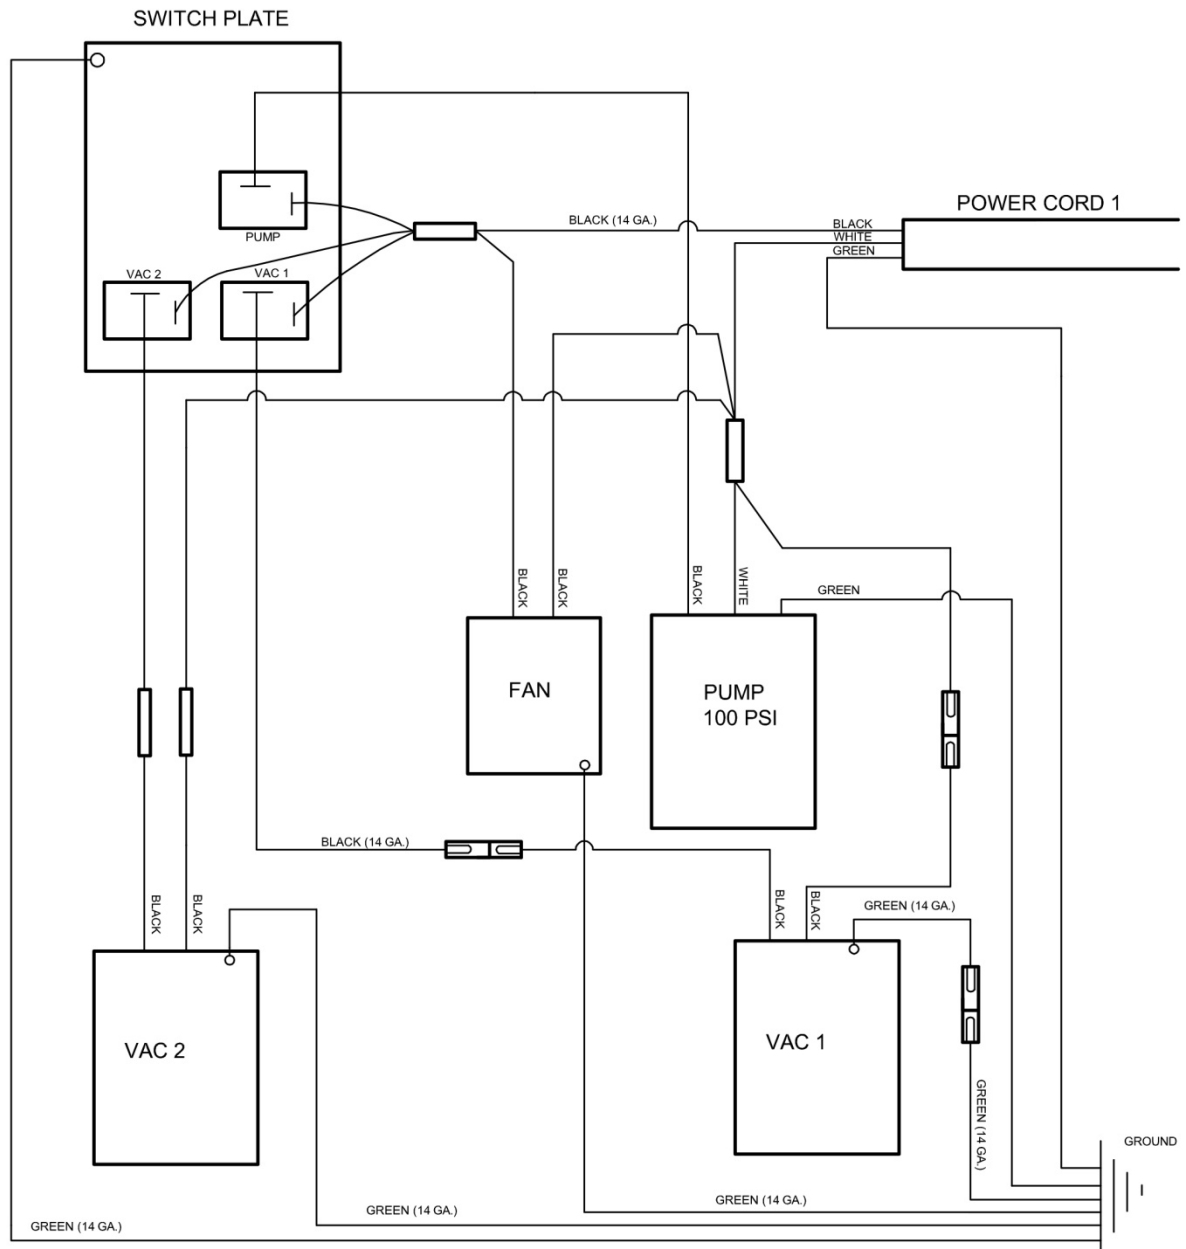 SWITCH PLATE
POWER CORD 1
BLACK (14 GA.)
BLACK
WHITE
GREEN
PUMP
VAC 2
VAC 1
BLACK
BLACK
BLACK
WHITE
GREEN
FAN
PUMP
100 PSI
BLACK (14 GA.)
BLACK
BLACK
BLACK
BLACK
GREEN (14 GA.)
VAC 2
VAC 1
GREEN (14 GA.)
GROUND
GREEN (14 GA.)
GREEN (14 GA.)
GREEN (14 GA.)